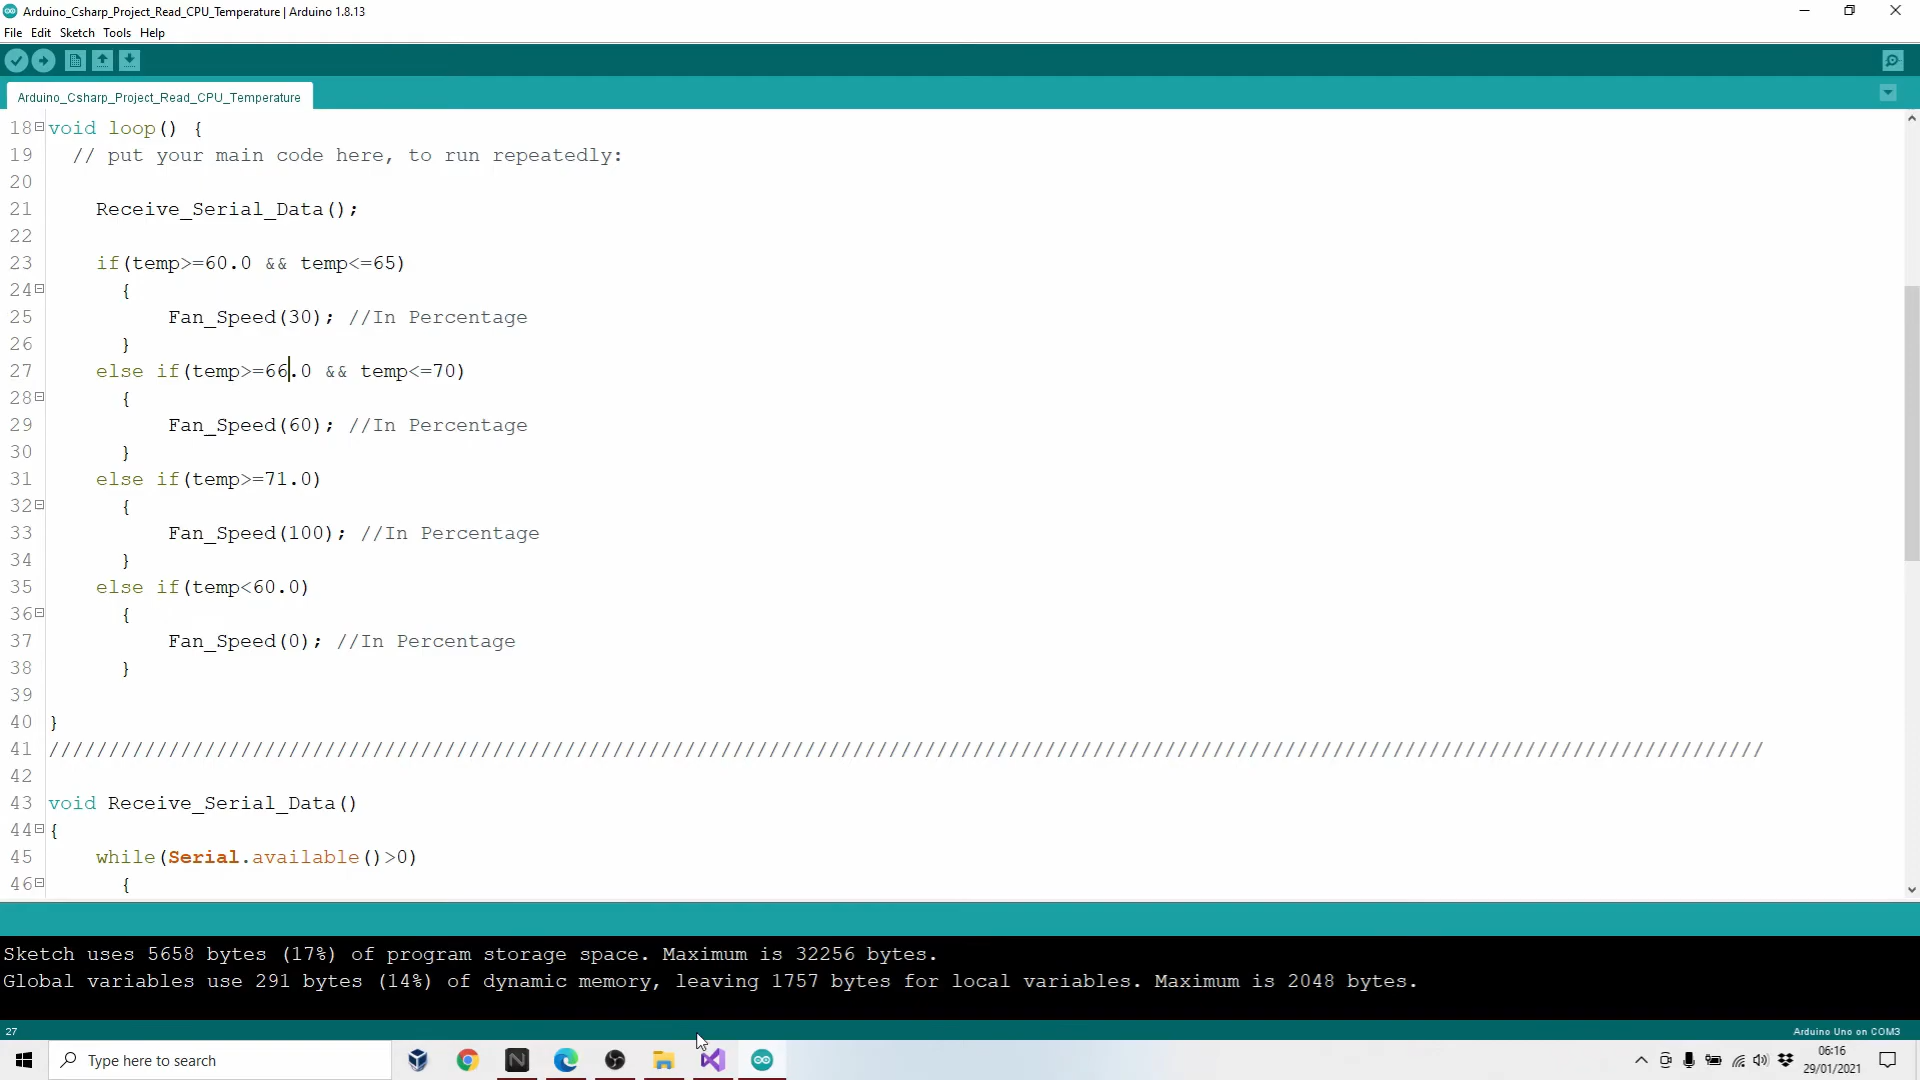 Arduino_Csharp_Project_Read_CPU_Temperature | Arduino 1.8.13
File Edit Sketch Tools Help
Arduino_Csharp_Project_Read_CPU_Temperature
18 void loop() {
19 // put your main code here, to run repeatedly:
20
21 Receive_Serial_Data();
22
23 if(temp>=60.0 && temp<=65)
24 {
25 Fan_Speed(30); //In Percentage
26 }
27 else if(temp>=66.0 && temp<=70)
28 {
29 Fan_Speed(60); //In Percentage
30 }
31 else if(temp>=71.0)
32 {
33 Fan_Speed(100); //In Percentage
34 }
35 else if(temp<60.0)
36 {
37 Fan_Speed(0); //In Percentage
38 }
39
40 }
41 ////////////////////////////////////////////////////////////////////////////////////////////////////////////////////////////////////////////////
42
43 void Receive_Serial_Data()
44 {
45 while(Serial.available()>0)
46 {
Sketch uses 5658 bytes (17%) of program storage space. Maximum is 32256 bytes.
Global variables use 291 bytes (14%) of dynamic memory, leaving 1757 bytes for local variables. Maximum is 2048 bytes.
27 Arduino Uno on COM3
Type here to search
06:16
29/01/2021